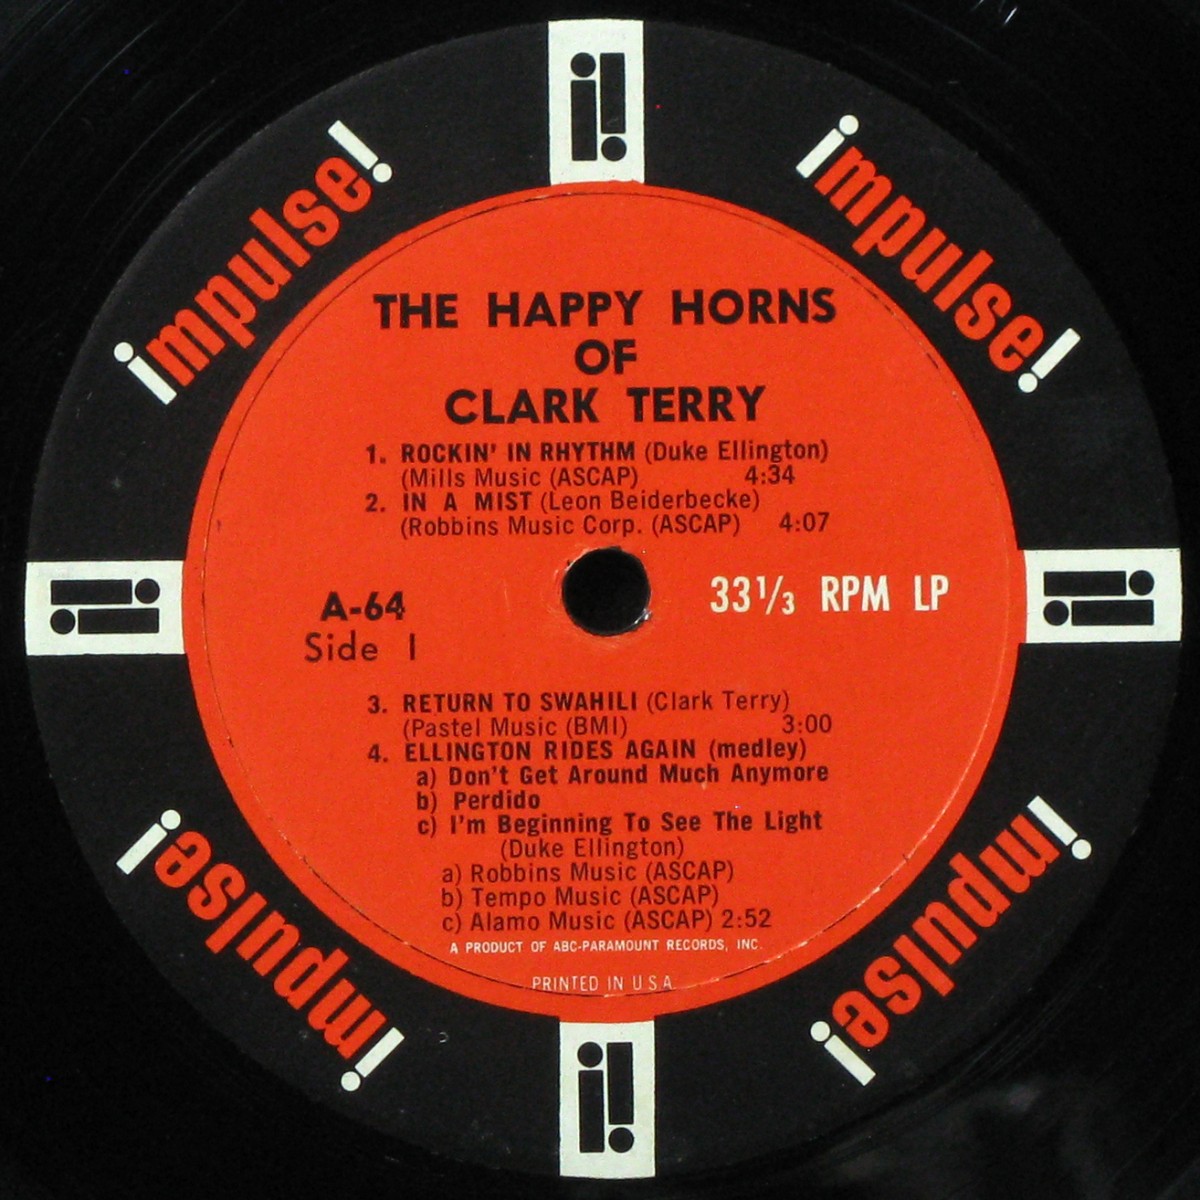 impulse!
impulse!
THE HAPPY HORNS
OF
CLARK TERRY
1. ROCKIN' IN RHYTHM (Duke Ellington)
(Mills Music (ASCAP) 4:34
2. IN A MIST (Leon Beiderbecke)
(Robbins Music Corp. (ASCAP) 4:07
A-64
Side 1
33 1/3 RPM LP
3. RETURN TO SWAHILI (Clark Terry)
(Pastel Music (BMI) 3:00
4. ELLINGTON RIDES AGAIN (medley)
a) Don't Get Around Much Anymore
b) Perdido
c) I'm Beginning To See The Light
(Duke Ellington)
a) Robbins Music (ASCAP)
b) Tempo Music (ASCAP)
c) Alamo Music (ASCAP) 2:52
A PRODUCT OF ABC-PARAMOUNT RECORDS, INC.
PRINTED IN U.S.A.
impulse!
impulse!